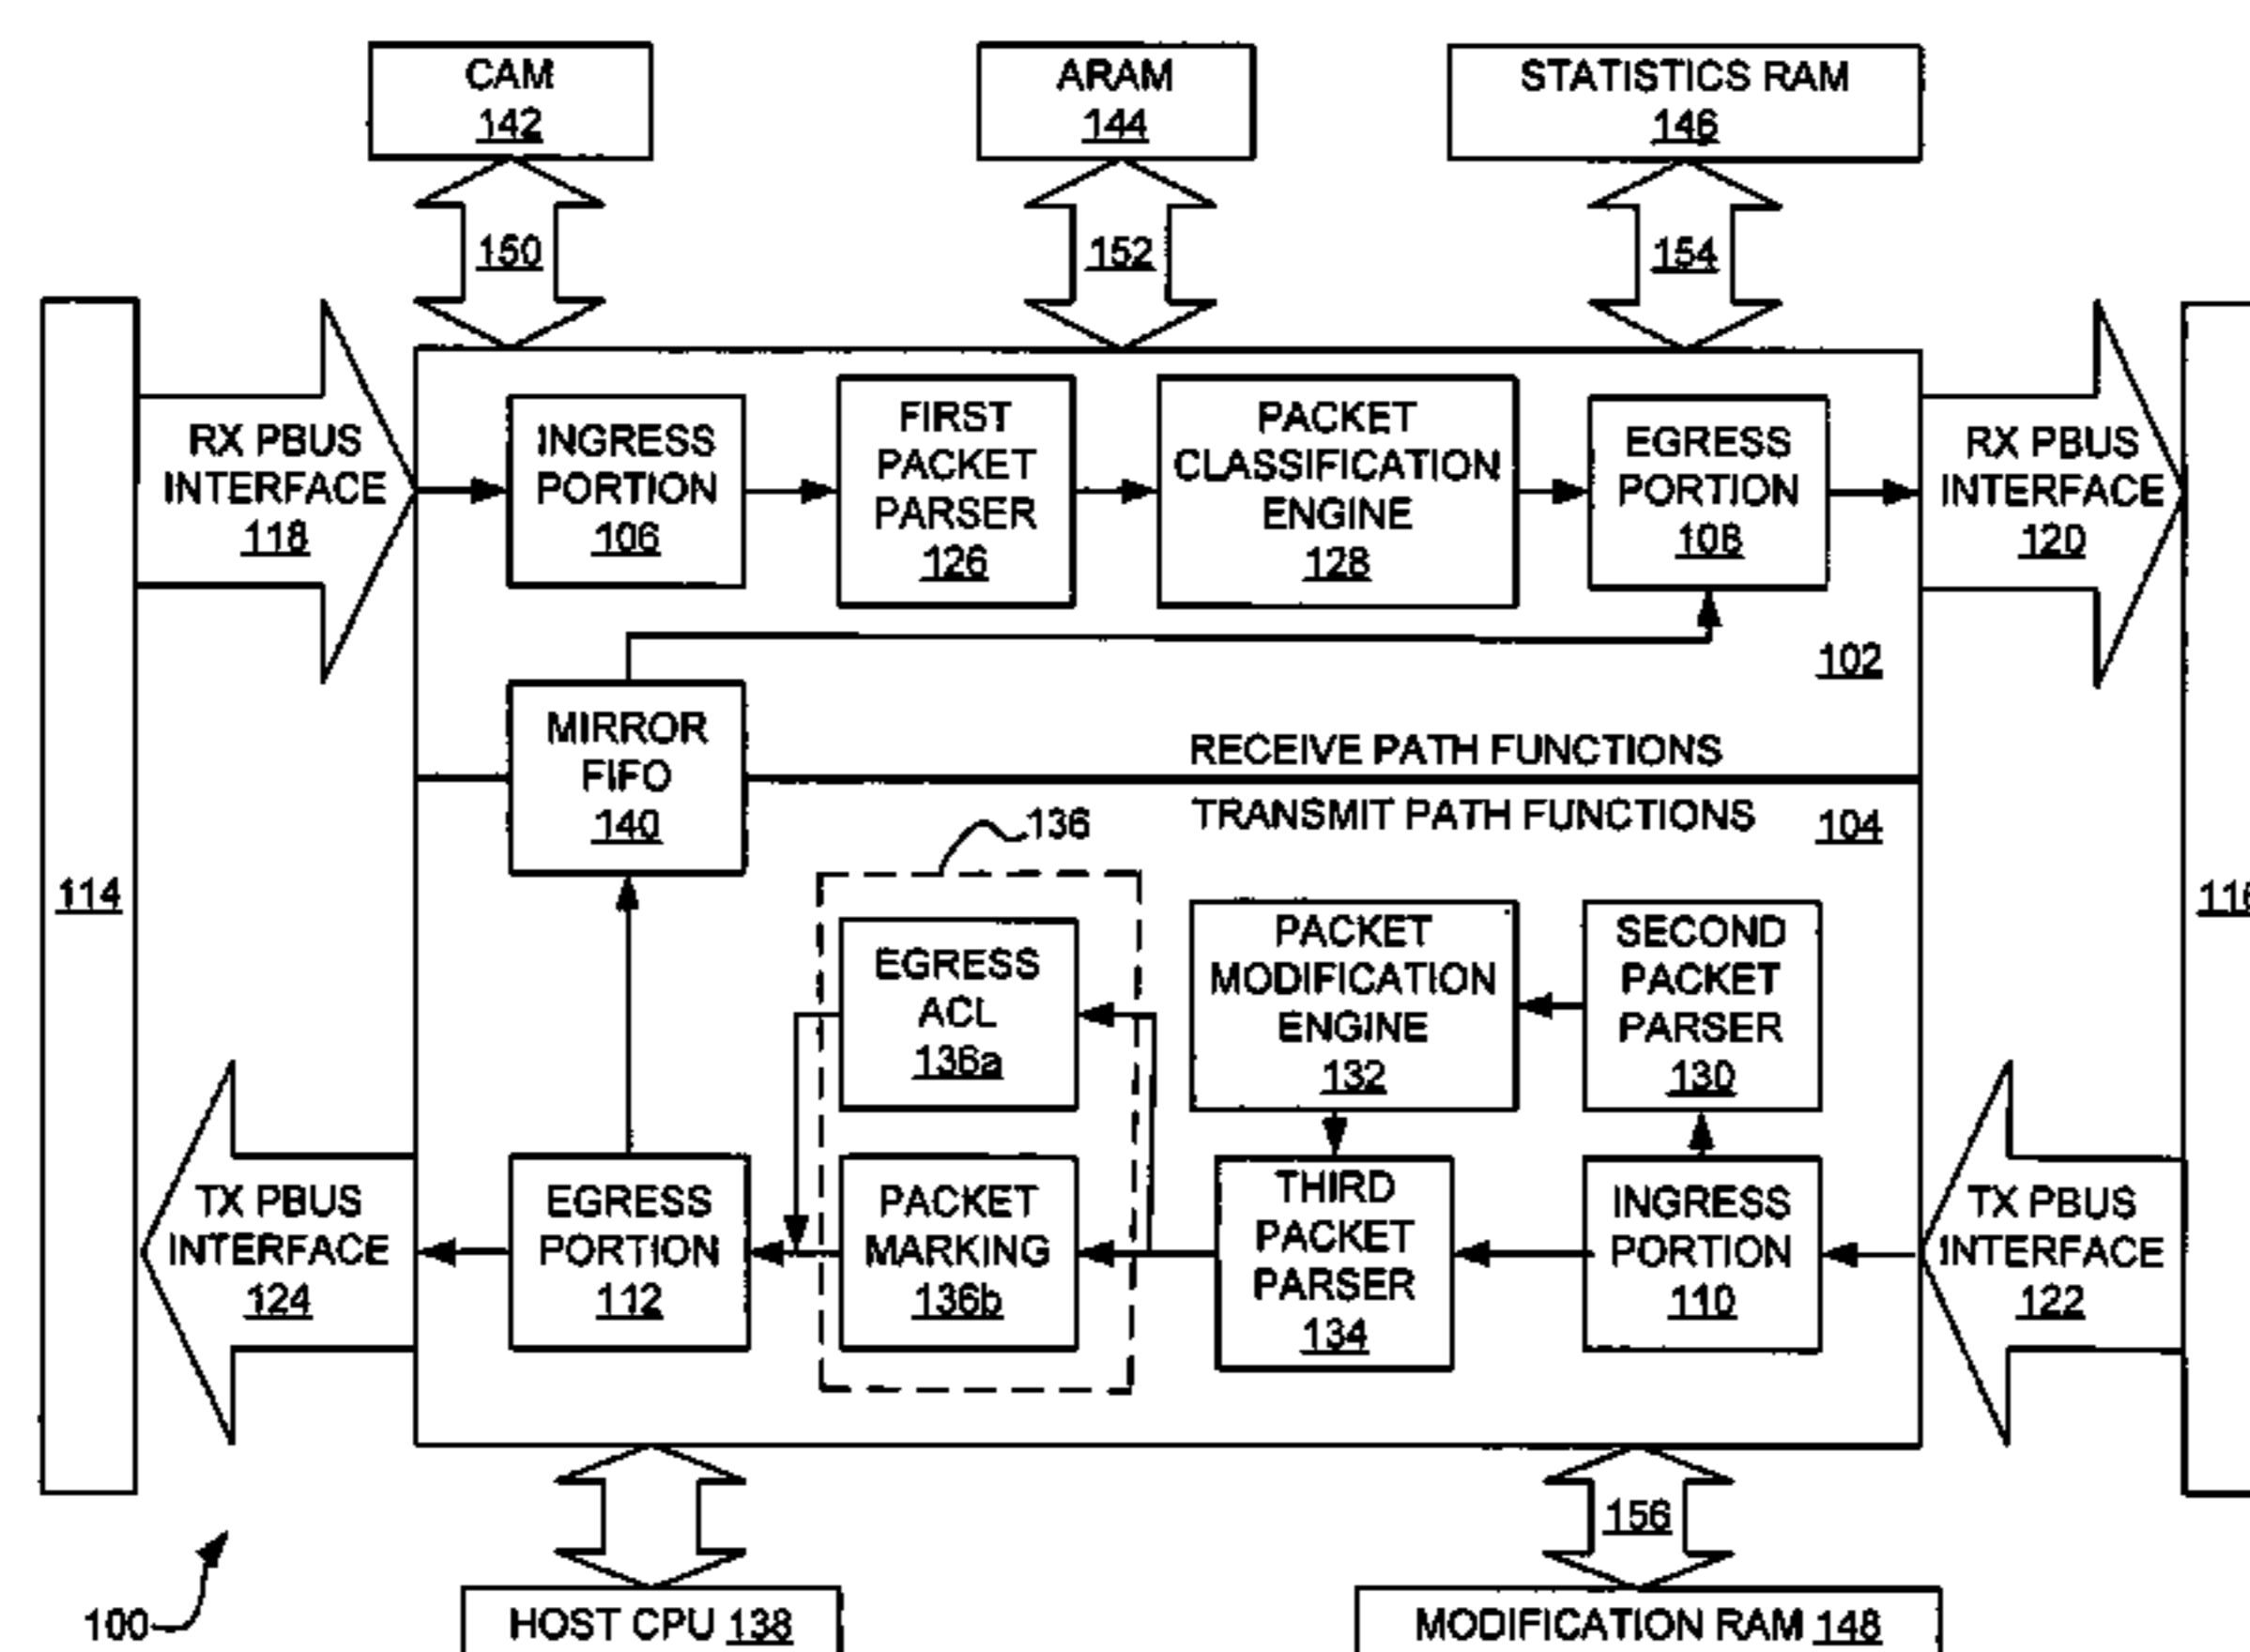 CAM
142
ARAM
144
STATISTICS RAM
146
150
152
154
RX PBUS
INTERFACE
118
INGRESS
PORTION
106
FIRST
PACKET
PARSER
126
PACKET
CLASSIFICATION
ENGINE
128
EGRESS
PORTION
108
RX PBUS
INTERFACE
120
102
MIRROR
FIFO
140
RECEIVE PATH FUNCTIONS
TRANSMIT PATH FUNCTIONS
104
136
114
116
EGRESS
ACL
136a
PACKET
MODIFICATION
ENGINE
132
SECOND
PACKET
PARSER
130
TX PBUS
INTERFACE
124
EGRESS
PORTION
112
PACKET
MARKING
136b
THIRD
PACKET
PARSER
134
INGRESS
PORTION
110
TX PBUS
INTERFACE
122
156
100
HOST CPU 138
MODIFICATION RAM 148